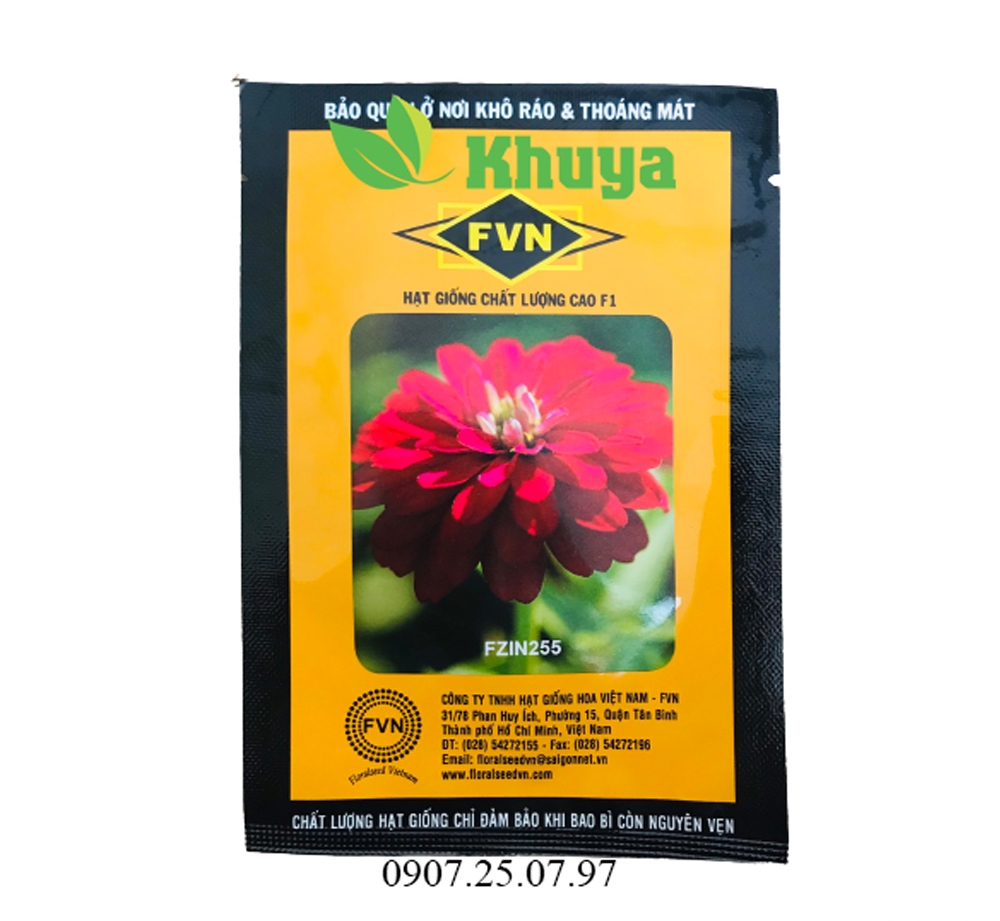 BẢO QU Ở NƠI KHÔ RÁO & THOÁNG MÁT
Khuya
FVN
HẠT GIỐNG CHẤT LƯỢNG CAO F1
FZIN255
FVN
Floralseed Vietnam
CÔNG TY TNHH HẠT GIỐNG HOA VIỆT NAM - FVN
31/78 Phan Huy Ích, Phường 15, Quận Tân Bình
Thành phố Hồ Chí Minh, Việt Nam
ĐT: (028) 54272155 - Fax: (028) 54272196
Email: floralseedvn@saigonnet.vn
www.floralseedvn.com
CHẤT LƯỢNG HẠT GIỐNG CHỈ ĐẢM BẢO KHI BAO BÌ CÒN NGUYÊN VẸN
0907.25.07.97